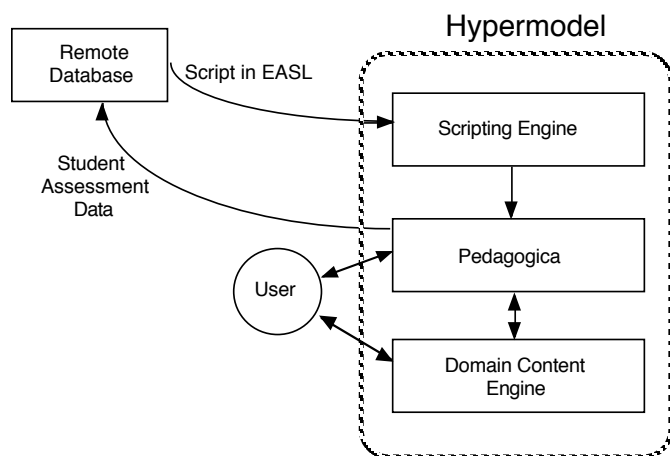 Hypermodel
Remote
Database
Script in EASL
Scripting Engine
Student
Assessment
Data
Pedagogica
User
Domain Content
Engine